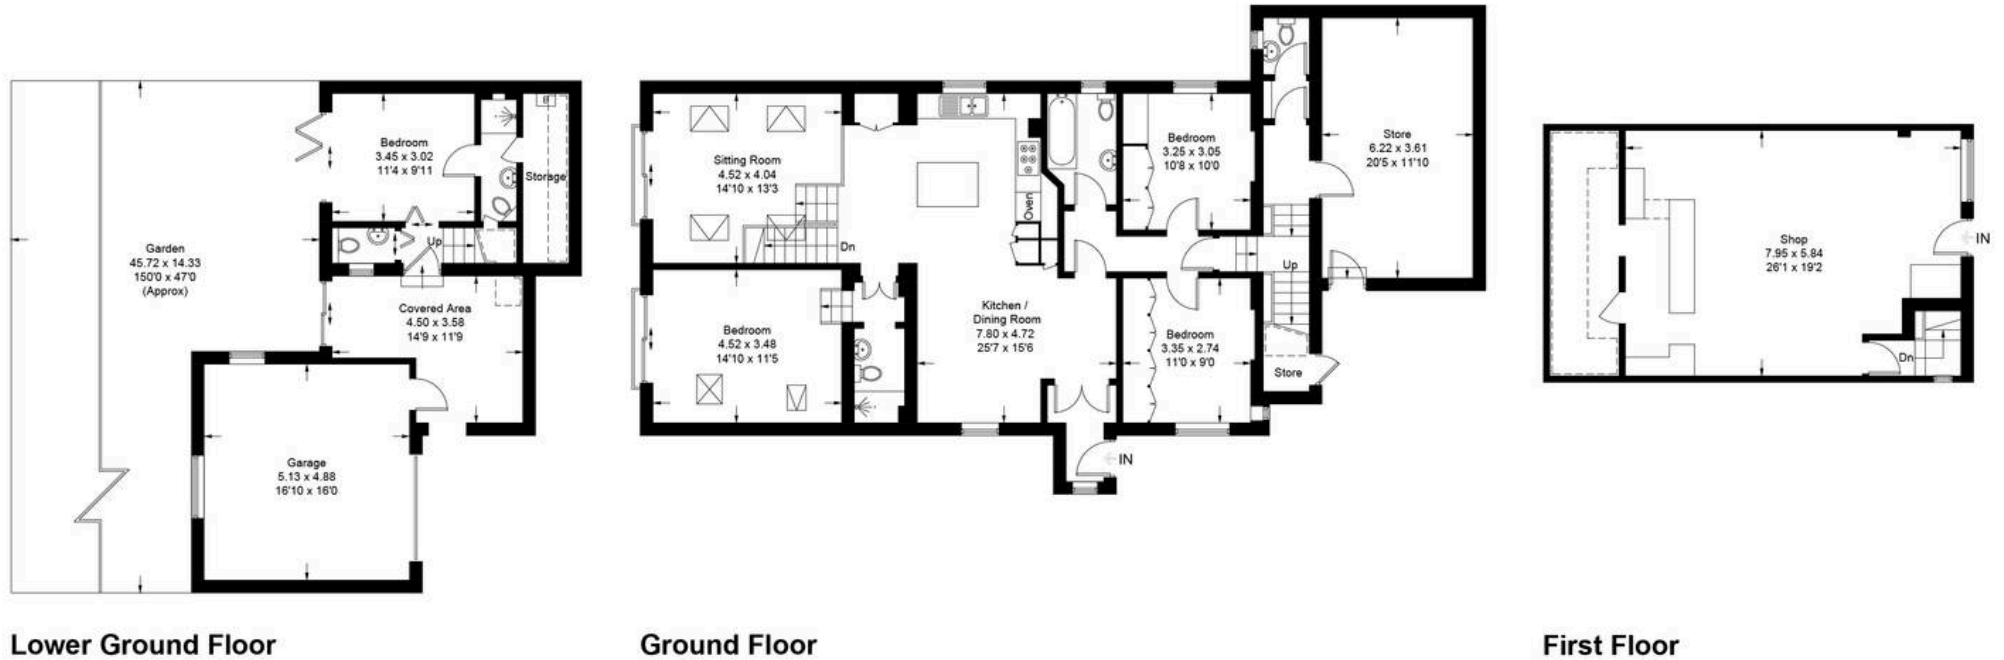 Bedroom
3.45 x 3.02
11'4 x 9'11
Storage
Up
Garden
45.72 x 14.33
150'0 x 47'0
(Approx)
Covered Area
4.50 x 3.58
14'9 x 11'9
Garage
5.13 x 4.88
16'10 x 16'0
Lower Ground Floor
Sitting Room
4.52 x 4.04
14'10 x 13'3
Dn
Bedroom
4.52 x 3.48
14'10 x 11'5
Oven
Kitchen /
Dining Room
7.80 x 4.72
25'7 x 15'6
Bedroom
3.25 x 3.05
10'8 x 10'0
Bedroom
3.35 x 2.74
11'0 x 9'0
Up
Store
Store
6.22 x 3.61
20'5 x 11'10
IN
Ground Floor
Shop
7.95 x 5.84
26'1 x 19'2
IN
Dn
First Floor